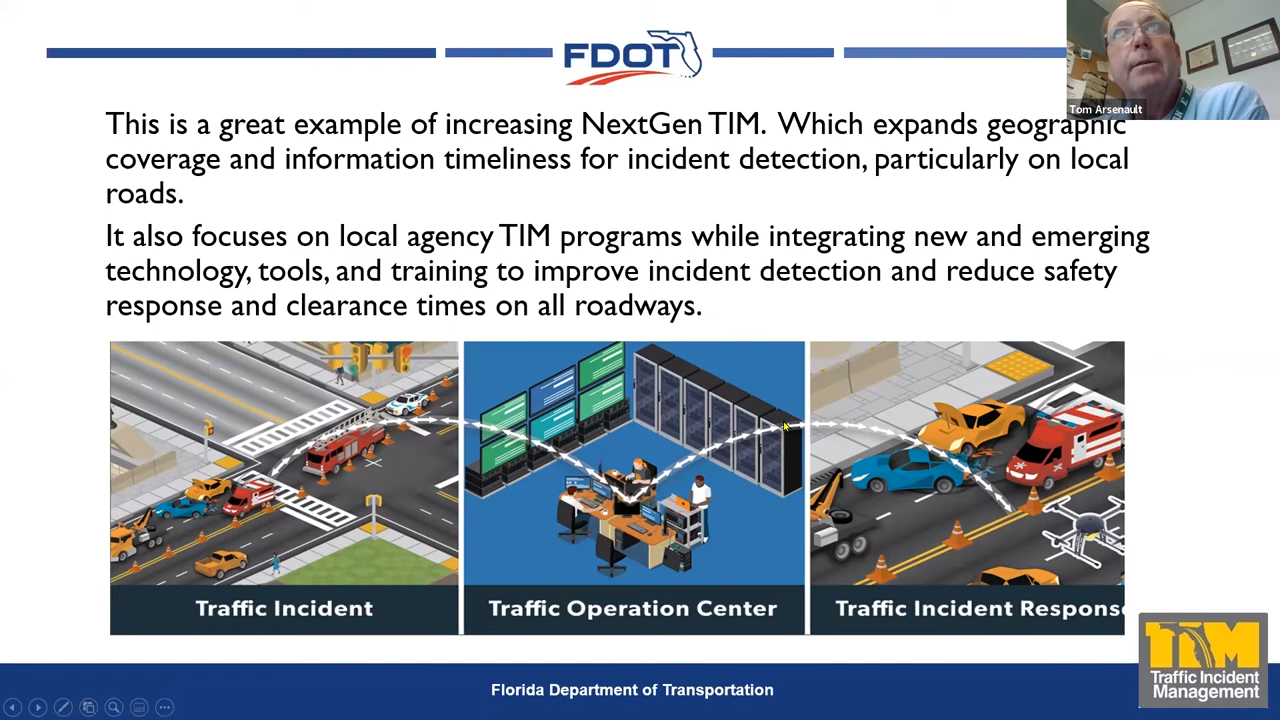 FDOT
Tom Arsenault
This is a great example of increasing NextGen TIM. Which expands geographic
coverage and information timeliness for incident detection, particularly on local
roads.
It also focuses on local agency TIM programs while integrating new and emerging
technology, tools, and training to improve incident detection and reduce safety
response and clearance times on all roadways.
Traffic Incident
Traffic Operation Center
Traffic Incident Response
TIM
Traffic Incident
Management
Florida Department of Transportation